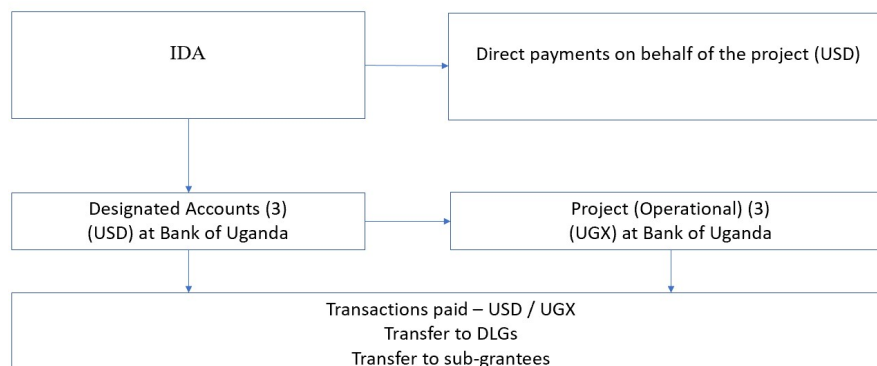 IDA
Direct payments on behalf of the project (USD)
Designated Accounts (3)
(USD) at Bank of Uganda
Project (Operational) (3)
(UGX) at Bank of Uganda
Transactions paid – USD / UGX
Transfer to DLGs
Transfer to sub-grantees